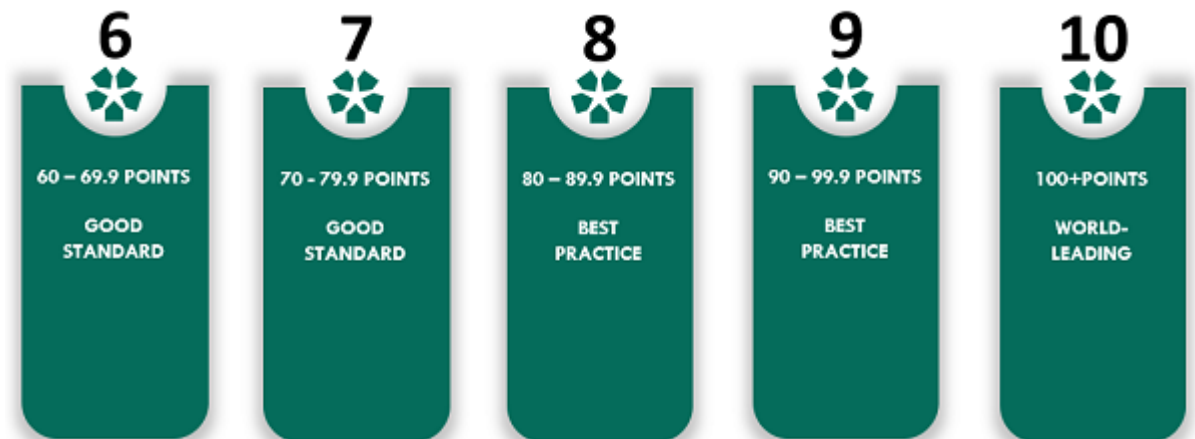 6
60 – 69.9 POINTS
GOOD
STANDARD
7
70 - 79.9 POINTS
GOOD
STANDARD
8
80 – 89.9 POINTS
BEST
PRACTICE
9
90 – 99.9 POINTS
BEST
PRACTICE
10
100+POINTS
WORLD-
LEADING